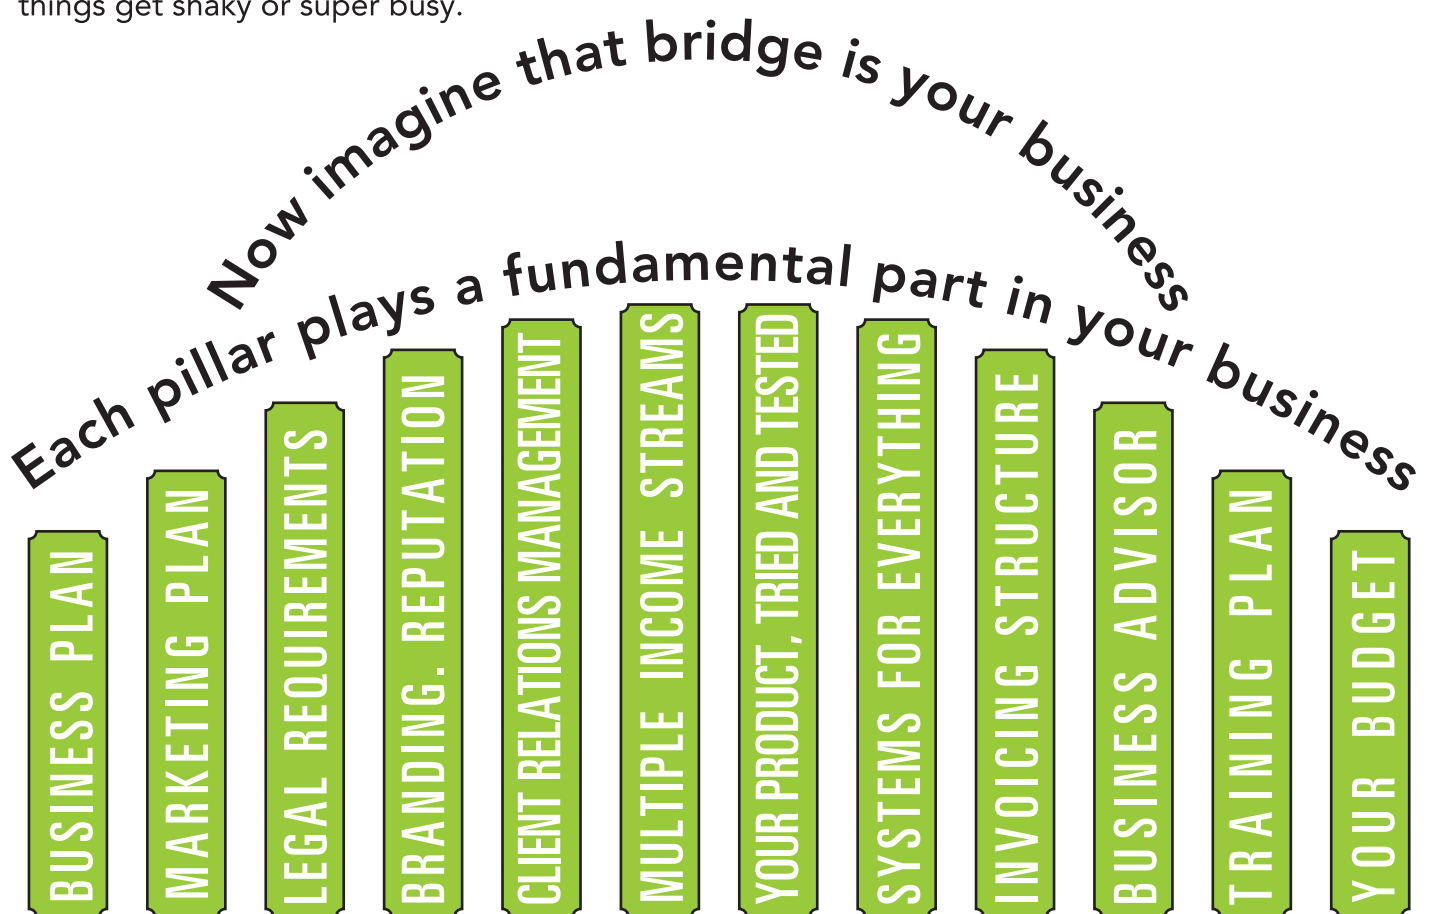 things get shaky or super busy.
Now imagine that bridge is your business
Each pillar plays a fundamental part in your business
BUSINESS PLAN
MARKETING PLAN
LEGAL REQUIREMENTS
BRANDING. REPUTATION
CLIENT RELATIONS MANAGEMENT
MULTIPLE INCOME STREAMS
YOUR PRODUCT, TRIED AND TESTED
SYSTEMS FOR EVERYTHING
INVOICING STRUCTURE
BUSINESS ADVISOR
TRAINING PLAN
YOUR BUDGET